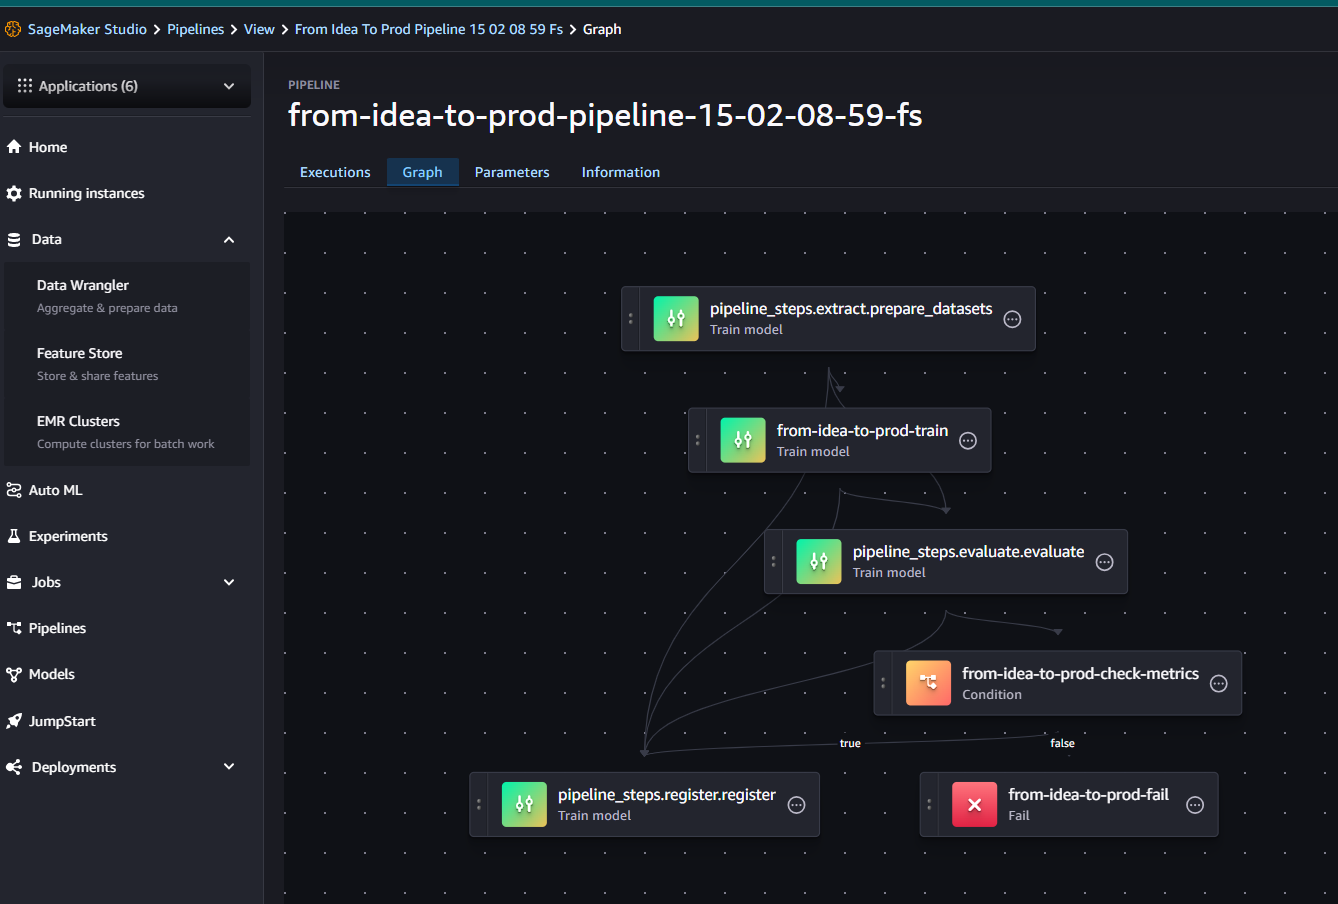 SageMaker Studio > Pipelines > View > From Idea To Prod Pipeline 15 02 08 59 Fs > Graph
Applications (6)
Home
Running instances
Data
Data Wrangler
Aggregate & prepare data
Feature Store
Store & share features
EMR Clusters
Compute clusters for batch work
Auto ML
Experiments
Jobs
Pipelines
Models
JumpStart
Deployments
PIPELINE
from-idea-to-prod-pipeline-15-02-08-59-fs
Executions Graph Parameters Information
pipeline_steps.extract.prepare_datasets
Train model
from-idea-to-prod-train
Train model
pipeline_steps.evaluate.evaluate
Train model
from-idea-to-prod-check-metrics
Condition
true
false
pipeline_steps.register.register
Train model
from-idea-to-prod-fail
Fail